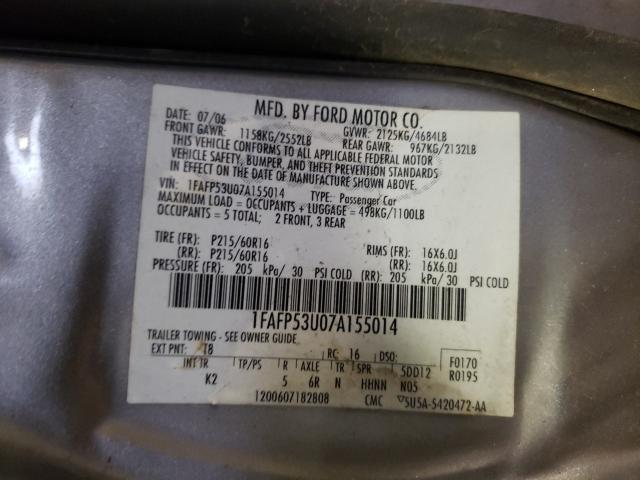 MFD. BY FORD MOTOR CO.
DATE: 07/06 GVWR: 2125KG/4684LB
FRONT GAWR: 1158KG/2552LB REAR GAWR: 967KG/2132LB
THIS VEHICLE CONFORMS TO ALL APPLICABLE FEDERAL MOTOR
VEHICLE SAFETY, BUMPER, AND THEFT PREVENTION STANDARDS
IN EFFECT ON THE DATE OF MANUFACTURE SHOWN ABOVE.
VIN: 1FAFP53U07A155014 TYPE: Passenger Car
MAXIMUM LOAD = OCCUPANTS + LUGGAGE = 498KG/1100LB
OCCUPANTS = 5 TOTAL; 2 FRONT, 3 REAR
TIRE (FR): P215/60R16 RIMS (FR): 16X6.0J
(RR): P215/60R16 (RR): 16X6.0J
PRESSURE (FR): 205 kPa/ 30 PSI COLD (RR): 205 kPa/ 30 PSI COLD
1FAFP53U07A155014
TRAILER TOWING - SEE OWNER GUIDE
EXT PNT: T8 RC: 16 DSO: F0170
INT TR TP/PS R AXLE TR SPR 5DD12 R0195
K2 5 6R N HHNN N05
1200607182808 CMC 5U5A-5420472-AA